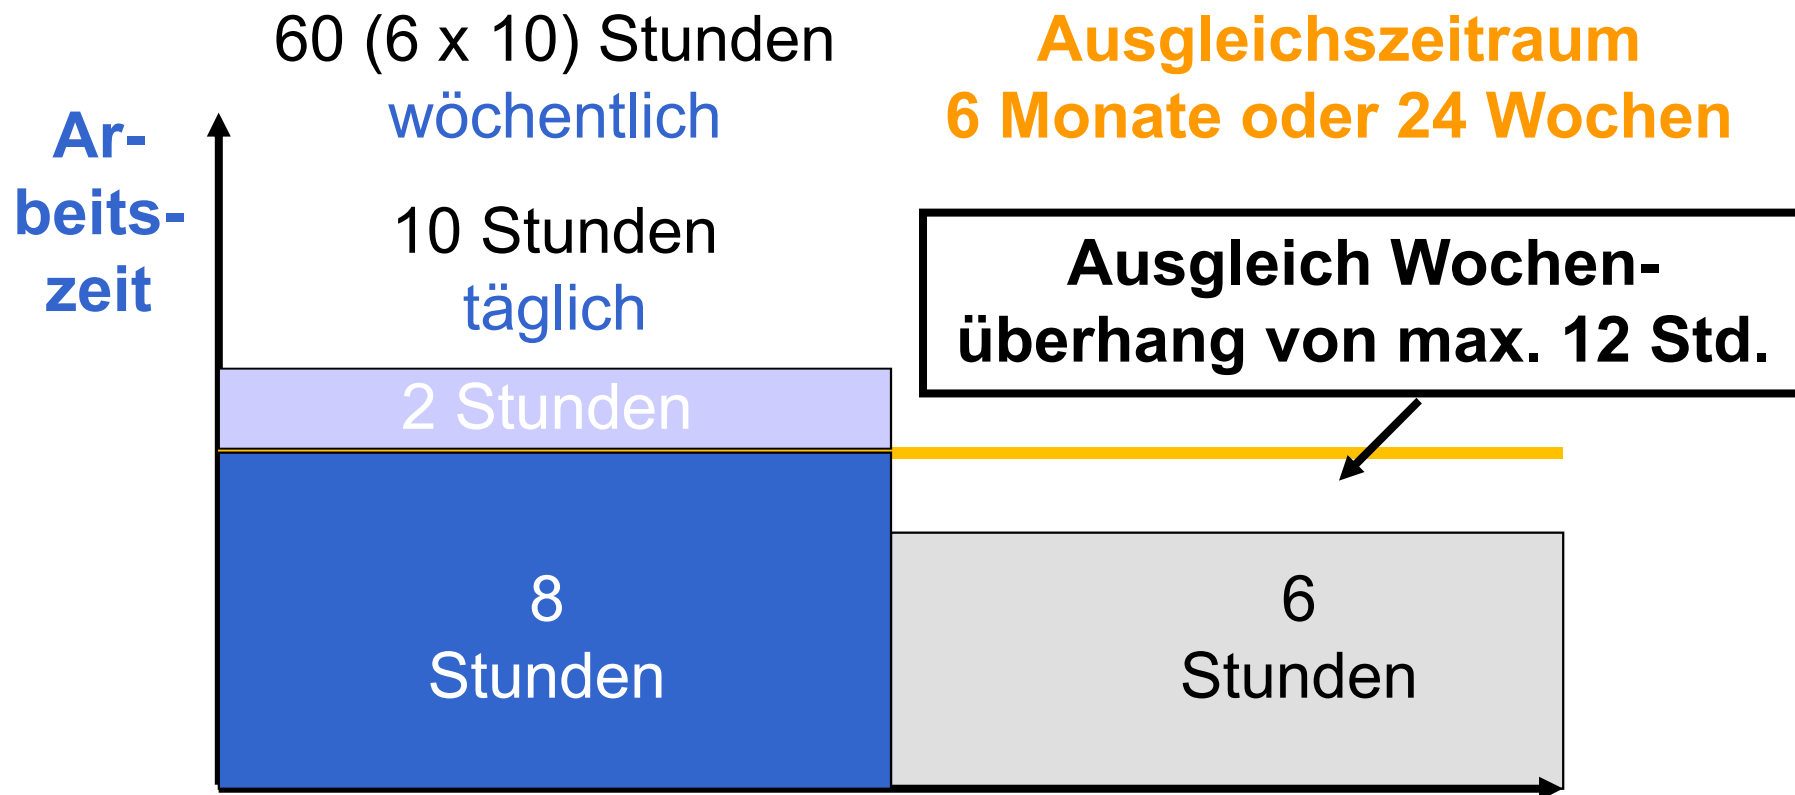 60 (6 x 10) Stunden
wöchentlich
Ausgleichszeitraum
6 Monate oder 24 Wochen
Ar-
beits-
zeit
10 Stunden
täglich
Ausgleich Wochen-
überhang von max. 12 Std.
2 Stunden
8
Stunden
6
Stunden